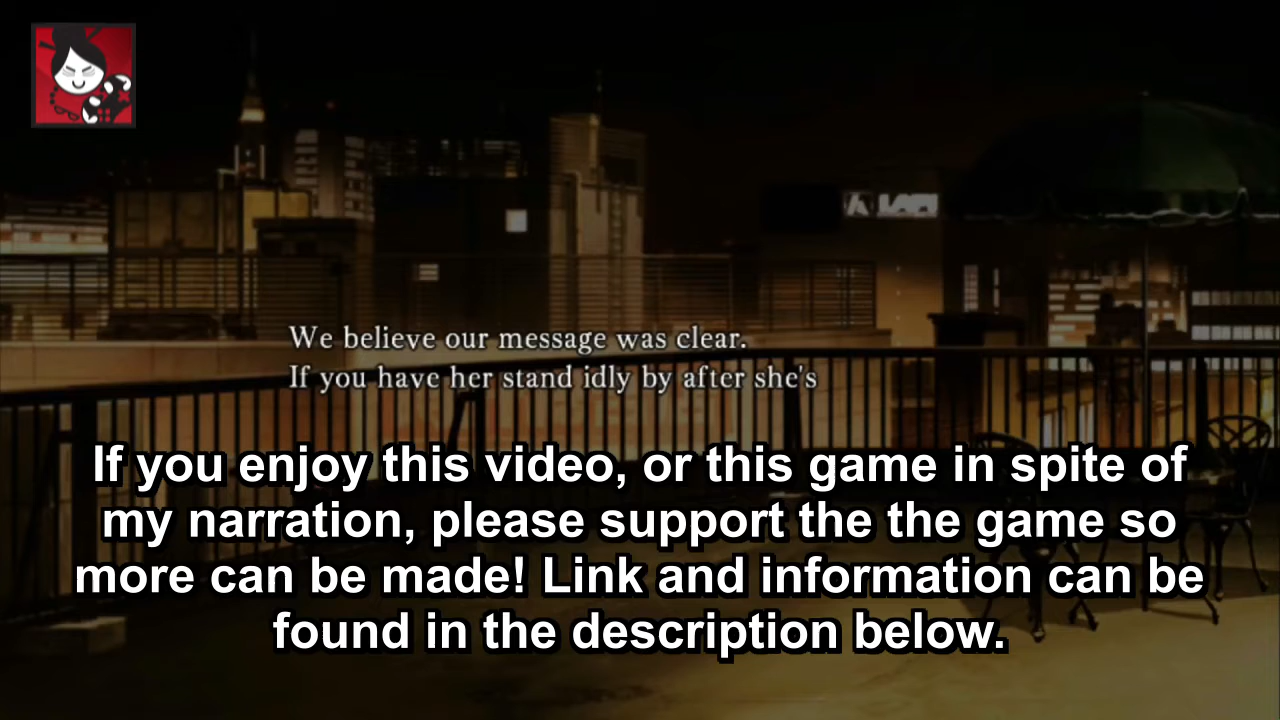 We believe our message was clear.
If you have her stand idly by after she's
If you enjoy this video, or this game in spite of
my narration, please support the the game so
more can be made! Link and information can be
found in the description below.